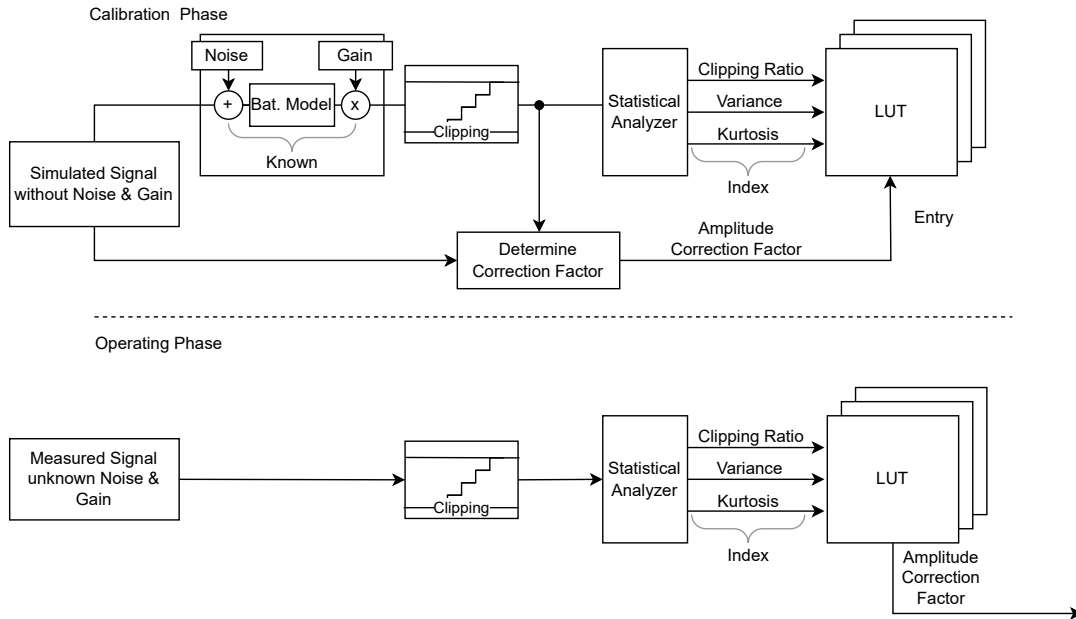 Calibration Phase
Noise
Gain
+
Bat. Model
x
Known
Clipping
Simulated Signal
without Noise & Gain
Statistical
Analyzer
Clipping Ratio
Variance
Kurtosis
Index
LUT
Entry
Determine
Correction Factor
Amplitude
Correction Factor
Operating Phase
Measured Signal
unknown Noise &
Gain
Clipping
Statistical
Analyzer
Clipping Ratio
Variance
Kurtosis
Index
LUT
Amplitude
Correction
Factor